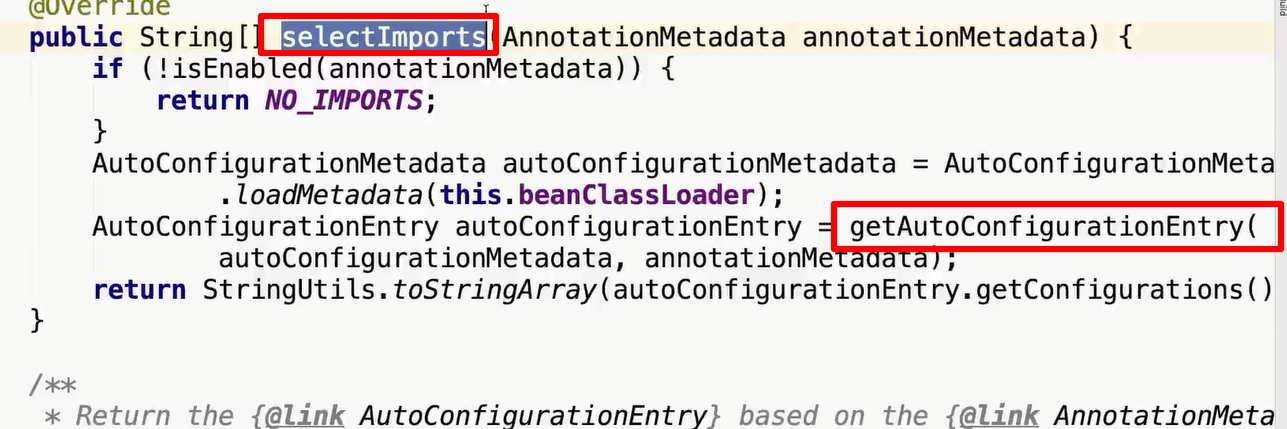 @Override
public String[] selectImports(AnnotationMetadata annotationMetadata) {
if (!isEnabled(annotationMetadata)) {
return NO_IMPORTS;
}
AutoConfigurationMetadata autoConfigurationMetadata = AutoConfigurationMeta
.loadMetadata(this.beanClassLoader);
AutoConfigurationEntry autoConfigurationEntry = getAutoConfigurationEntry(
autoConfigurationMetadata, annotationMetadata);
return StringUtils.toStringArray(autoConfigurationEntry.getConfigurations()
}
/**
* Return the {@link AutoConfigurationEntry} based on the {@link AnnotationMeta